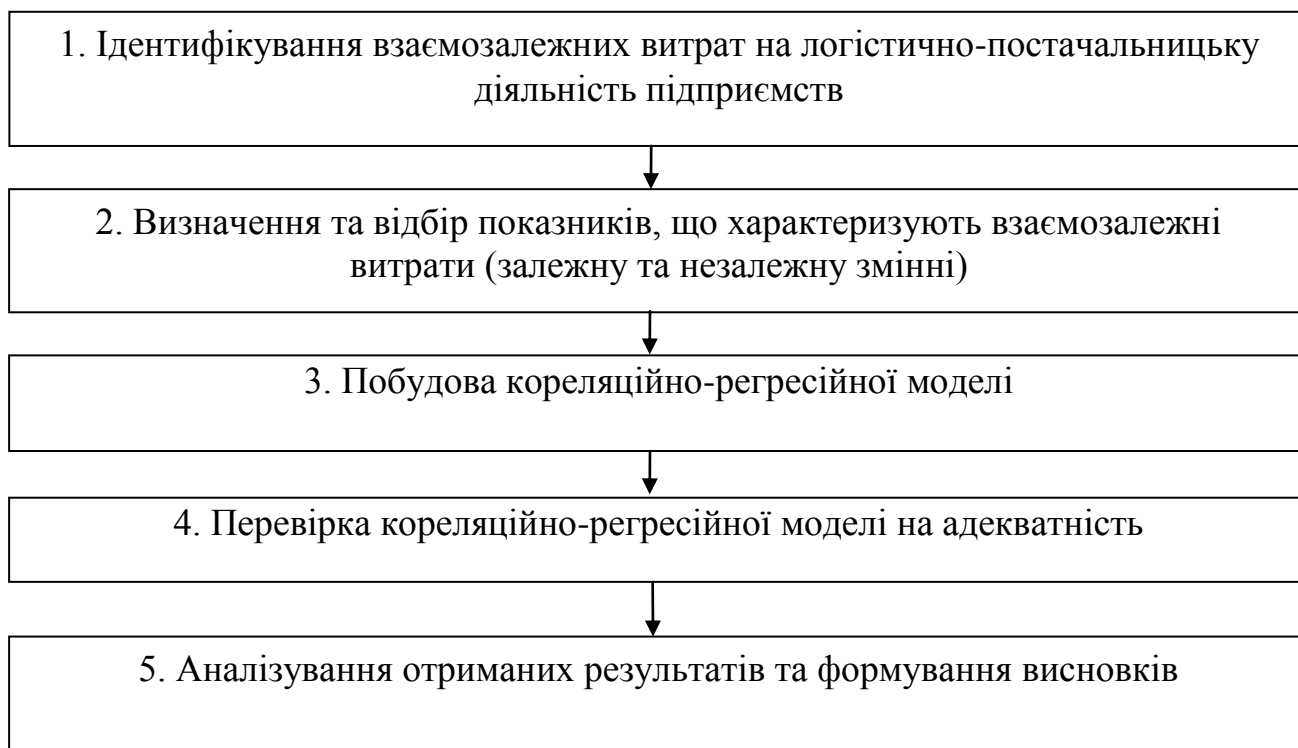 1. Ідентифікування взаємозалежних витрат на логістично-постачальницьку
діяльність підприємств
2. Визначення та відбір показників, що характеризують взаємозалежні
витрати (залежну та незалежну змінні)
3. Побудова кореляційно-регресійної моделі
4. Перевірка кореляційно-регресійної моделі на адекватність
5. Аналізування отриманих результатів та формування висновків